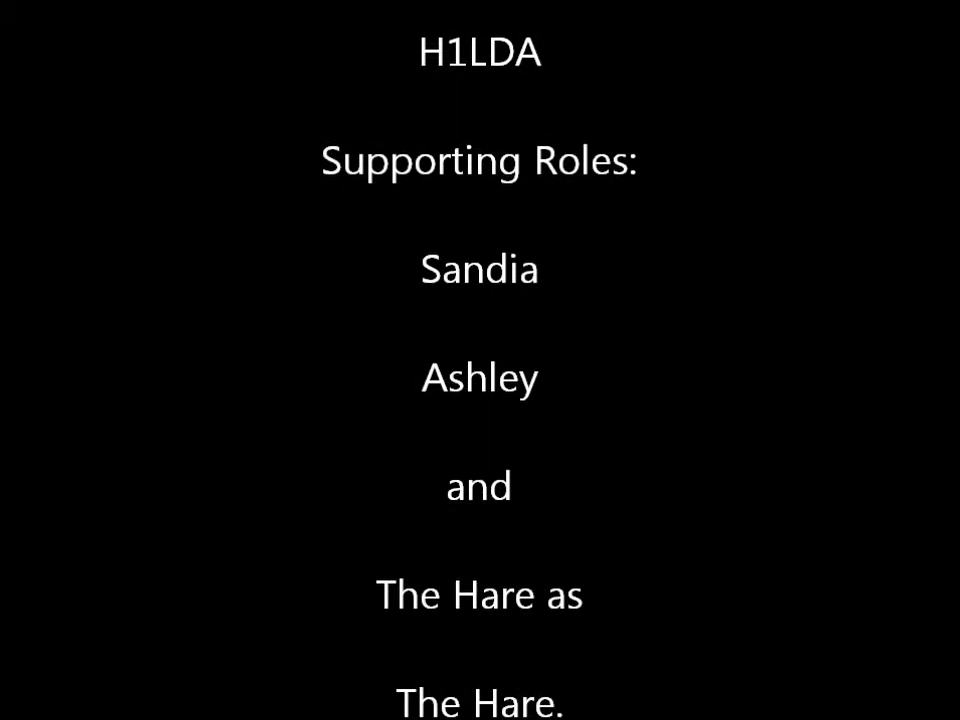 H1LDA
Supporting Roles:
Sandia
Ashley
and
The Hare as
The Hare.